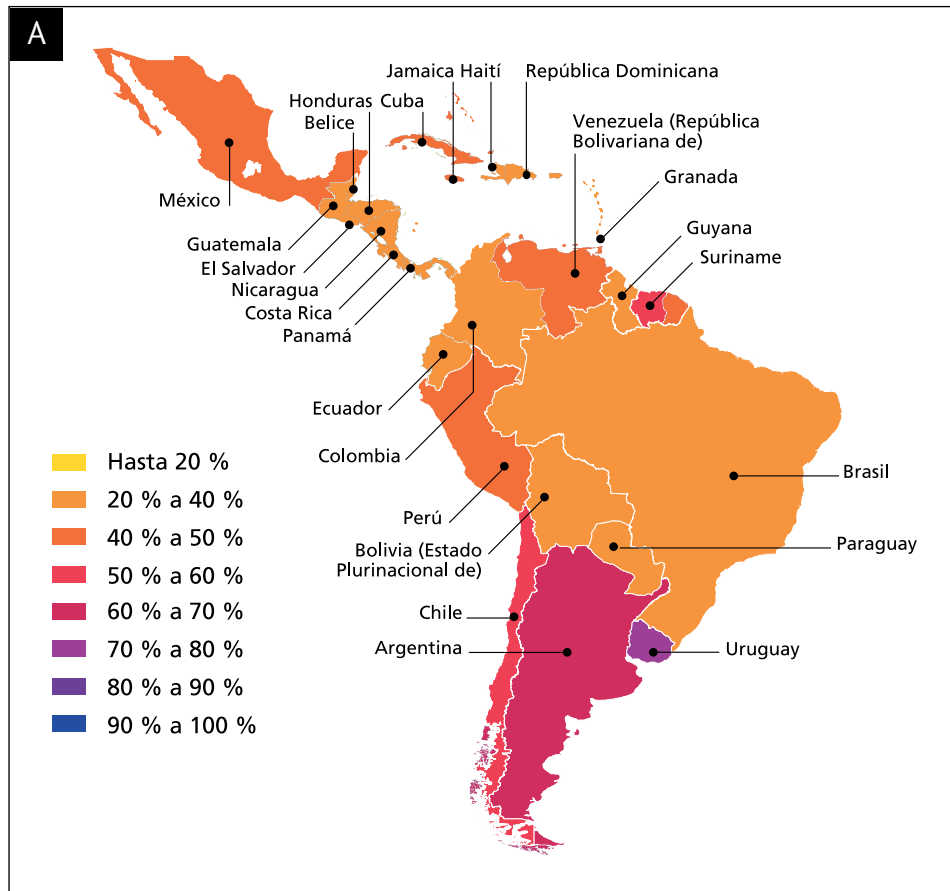 A
Jamaica Haití
República Dominicana
Honduras Cuba
Belice
Venezuela (República
Bolivariana de)
Granada
México
Guyana
Guatemala
Suriname
El Salvador
Nicaragua
Costa Rica
Panamá
Ecuador
Colombia
Brasil
Perú
Bolivia (Estado
Plurinacional de)
Paraguay
Chile
Argentina
Uruguay
Hasta 20 %
20 % a 40 %
40 % a 50 %
50 % a 60 %
60 % a 70 %
70 % a 80 %
80 % a 90 %
90 % a 100 %